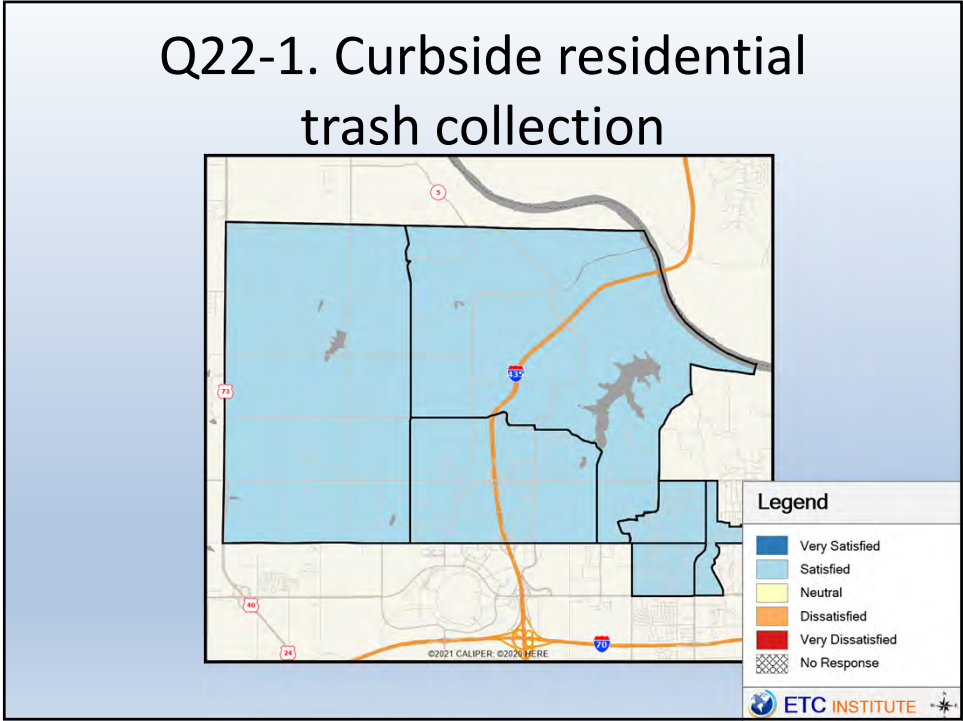 Q22-1. Curbside residential
trash collection
5
435
73
40
24
70
©2021 CALIPER; ©2020 HERE
Legend
Very Satisfied
Satisfied
Neutral
Dissatisfied
Very Dissatisfied
No Response
ETC INSTITUTE